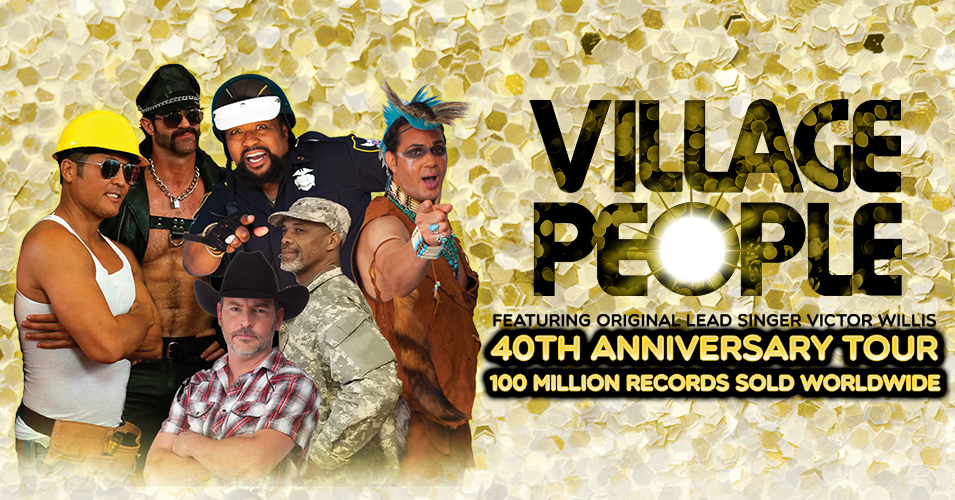 VILLAGE
PEOPLE
FEATURING ORIGINAL LEAD SINGER VICTOR WILLIS
40TH ANNIVERSARY TOUR
100 MILLION RECORDS SOLD WORLDWIDE